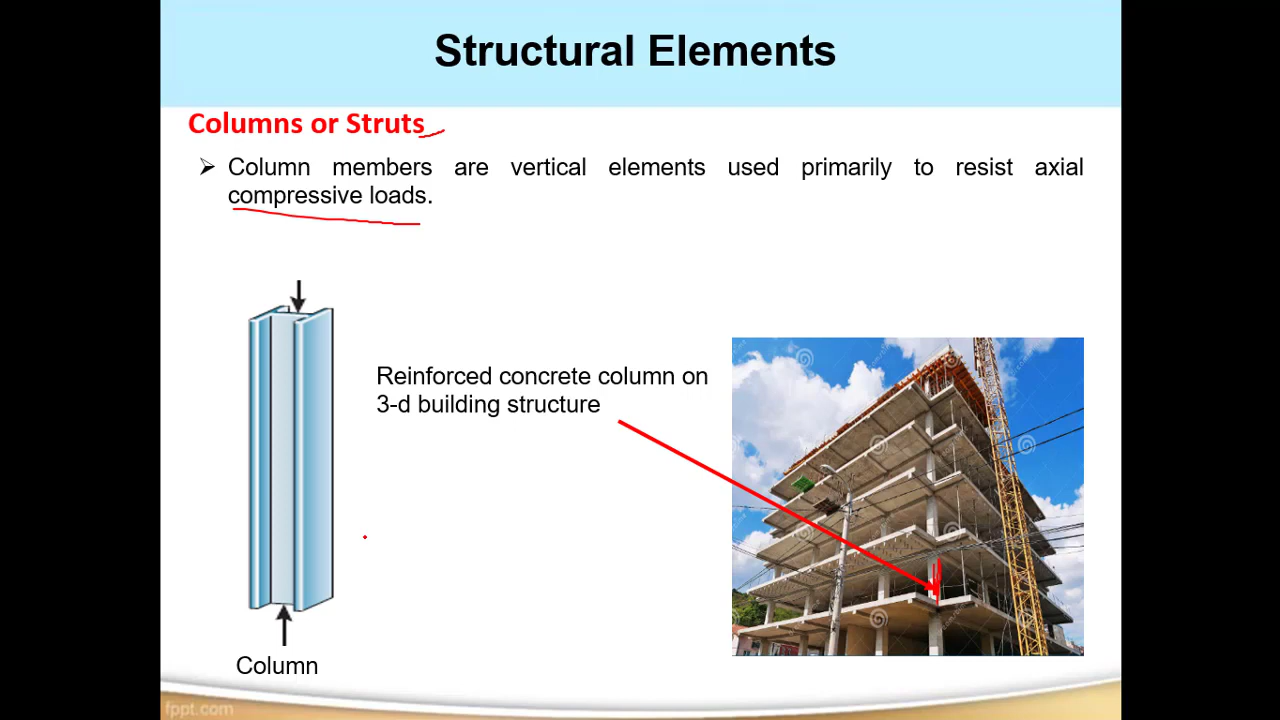 Structural Elements
Columns or Struts
Column members are vertical elements used primarily to resist axial
compressive loads.
Reinforced concrete column on
3-d building structure
Column
fppt.com